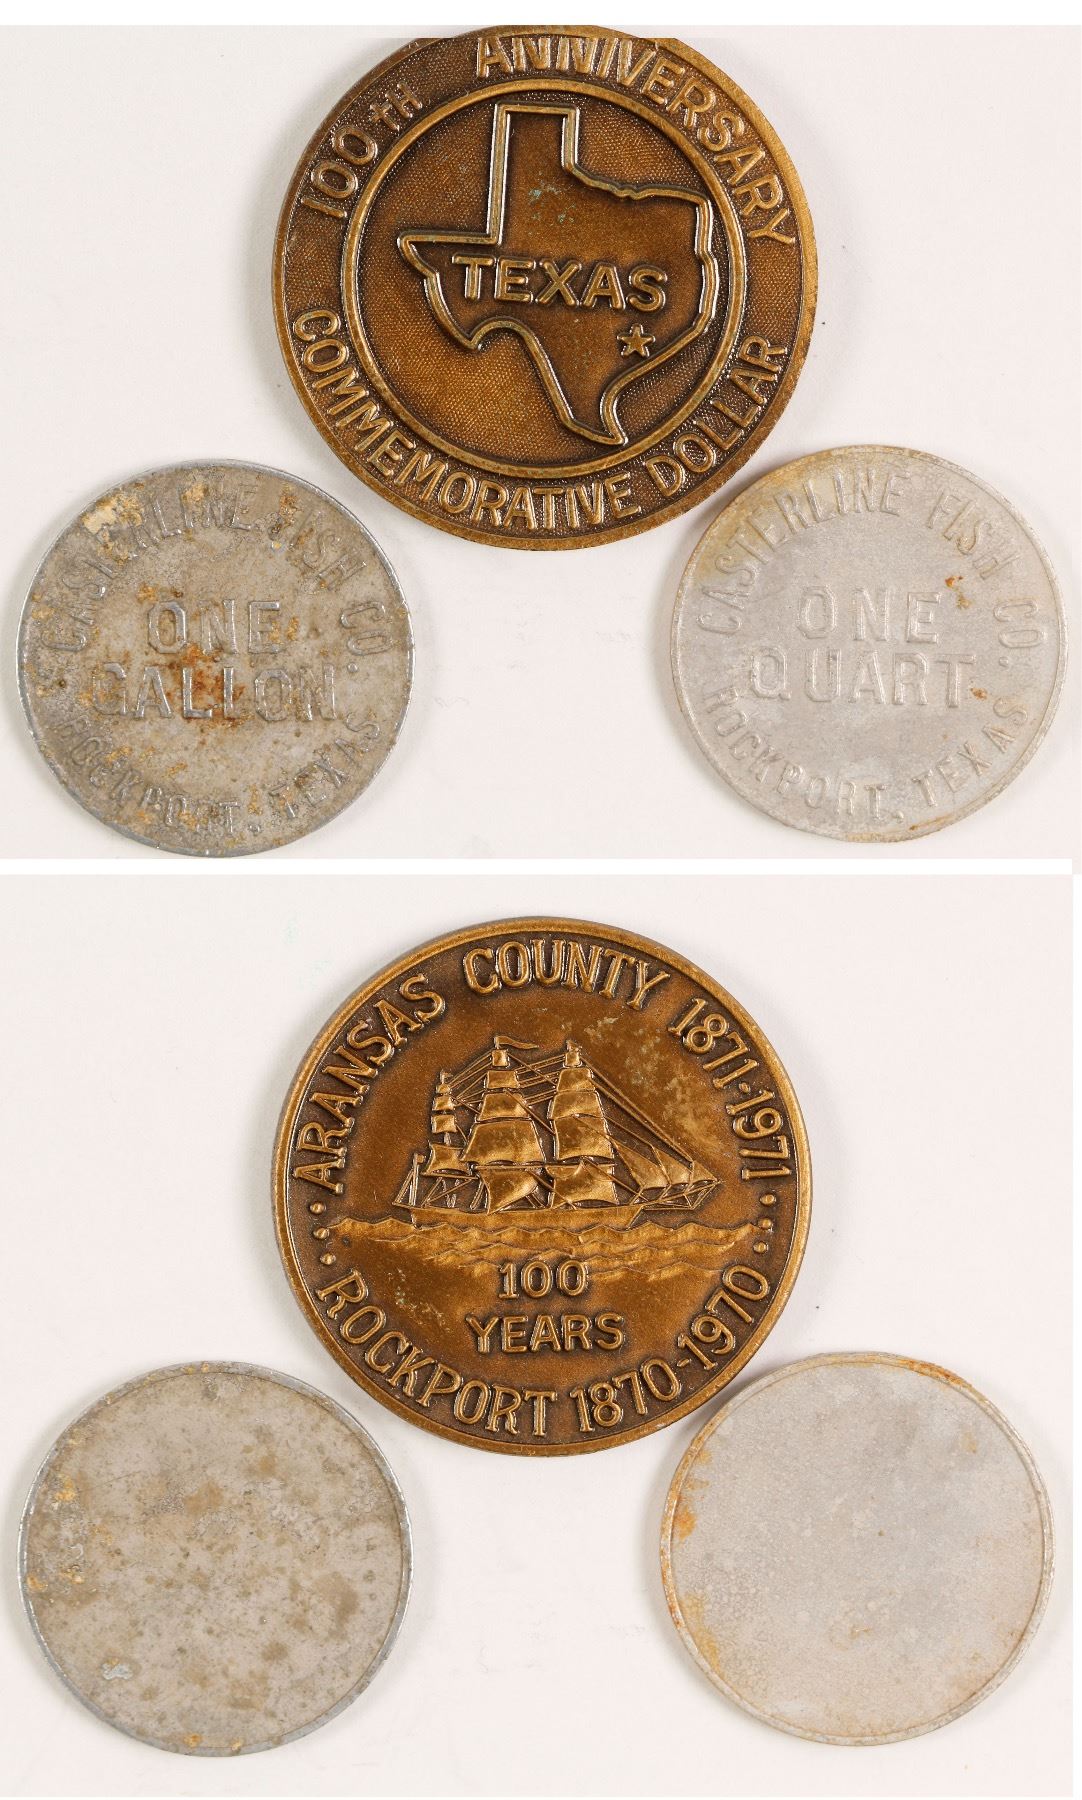 100TH ANNIVERSARY
TEXAS
COMMEMORATIVE DOLLAR
CASTERLINE FISH CO.
ONE
GALLON
ROCKPORT, TEXAS
CASTERLINE FISH CO.
ONE
QUART
ROCKPORT, TEXAS
ARANSAS COUNTY 1871-1971
100
YEARS
ROCKPORT 1870-1970